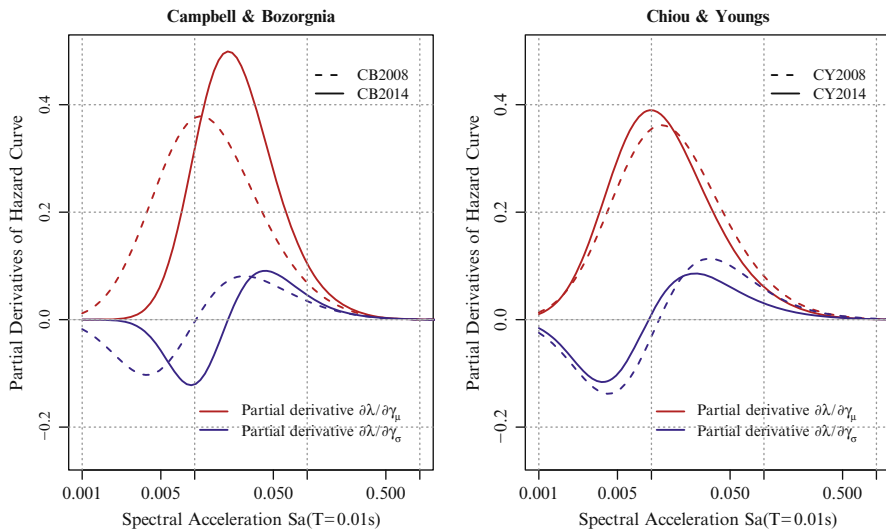 Campbell & Bozorgnia
Partial Derivatives of Hazard Curve
0.4
0.2
0.0
−0.2
CB2008
CB2014
Partial derivative ∂λ/∂γμ
Partial derivative ∂λ/∂γσ
0.001
0.005
0.050
0.500
Spectral Acceleration Sa(T=0.01s)
Chiou & Youngs
Partial Derivatives of Hazard Curve
0.4
0.2
0.0
−0.2
CY2008
CY2014
Partial derivative ∂λ/∂γμ
Partial derivative ∂λ/∂γσ
0.001
0.005
0.050
0.500
Spectral Acceleration Sa(T=0.01s)